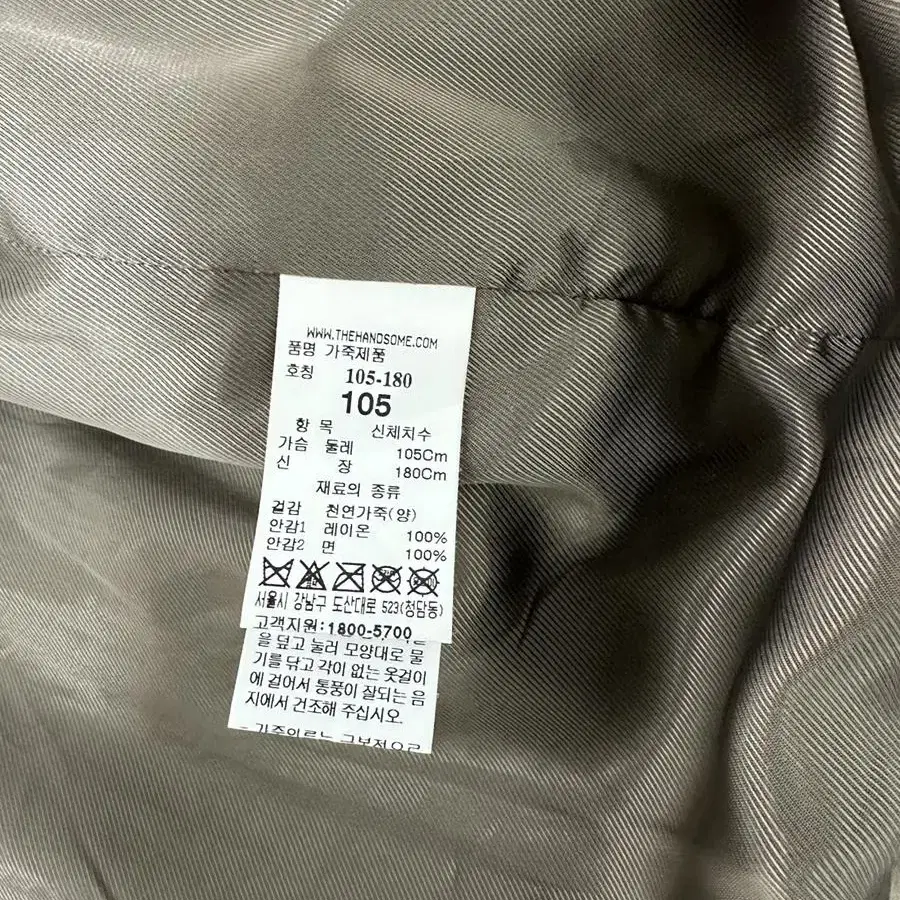 WWW.THEHANDSOME.COM
품명 가죽제품
호칭 105-180
105
항 목 신체치수
가슴 둘레 105Cm
신 장 180Cm
재료의 종류
겉감 천연가죽(양)
안감1 레이온 100%
안감2 면 100%
서울시 강남구 도산대로 523(청담동)
고객지원:1800-5700
을 덮고 눌러 모양대로 물
기를 닦고 각이 없는 옷걸이
에 걸어서 통풍이 잘되는 음
지에서 건조해 주십시오.